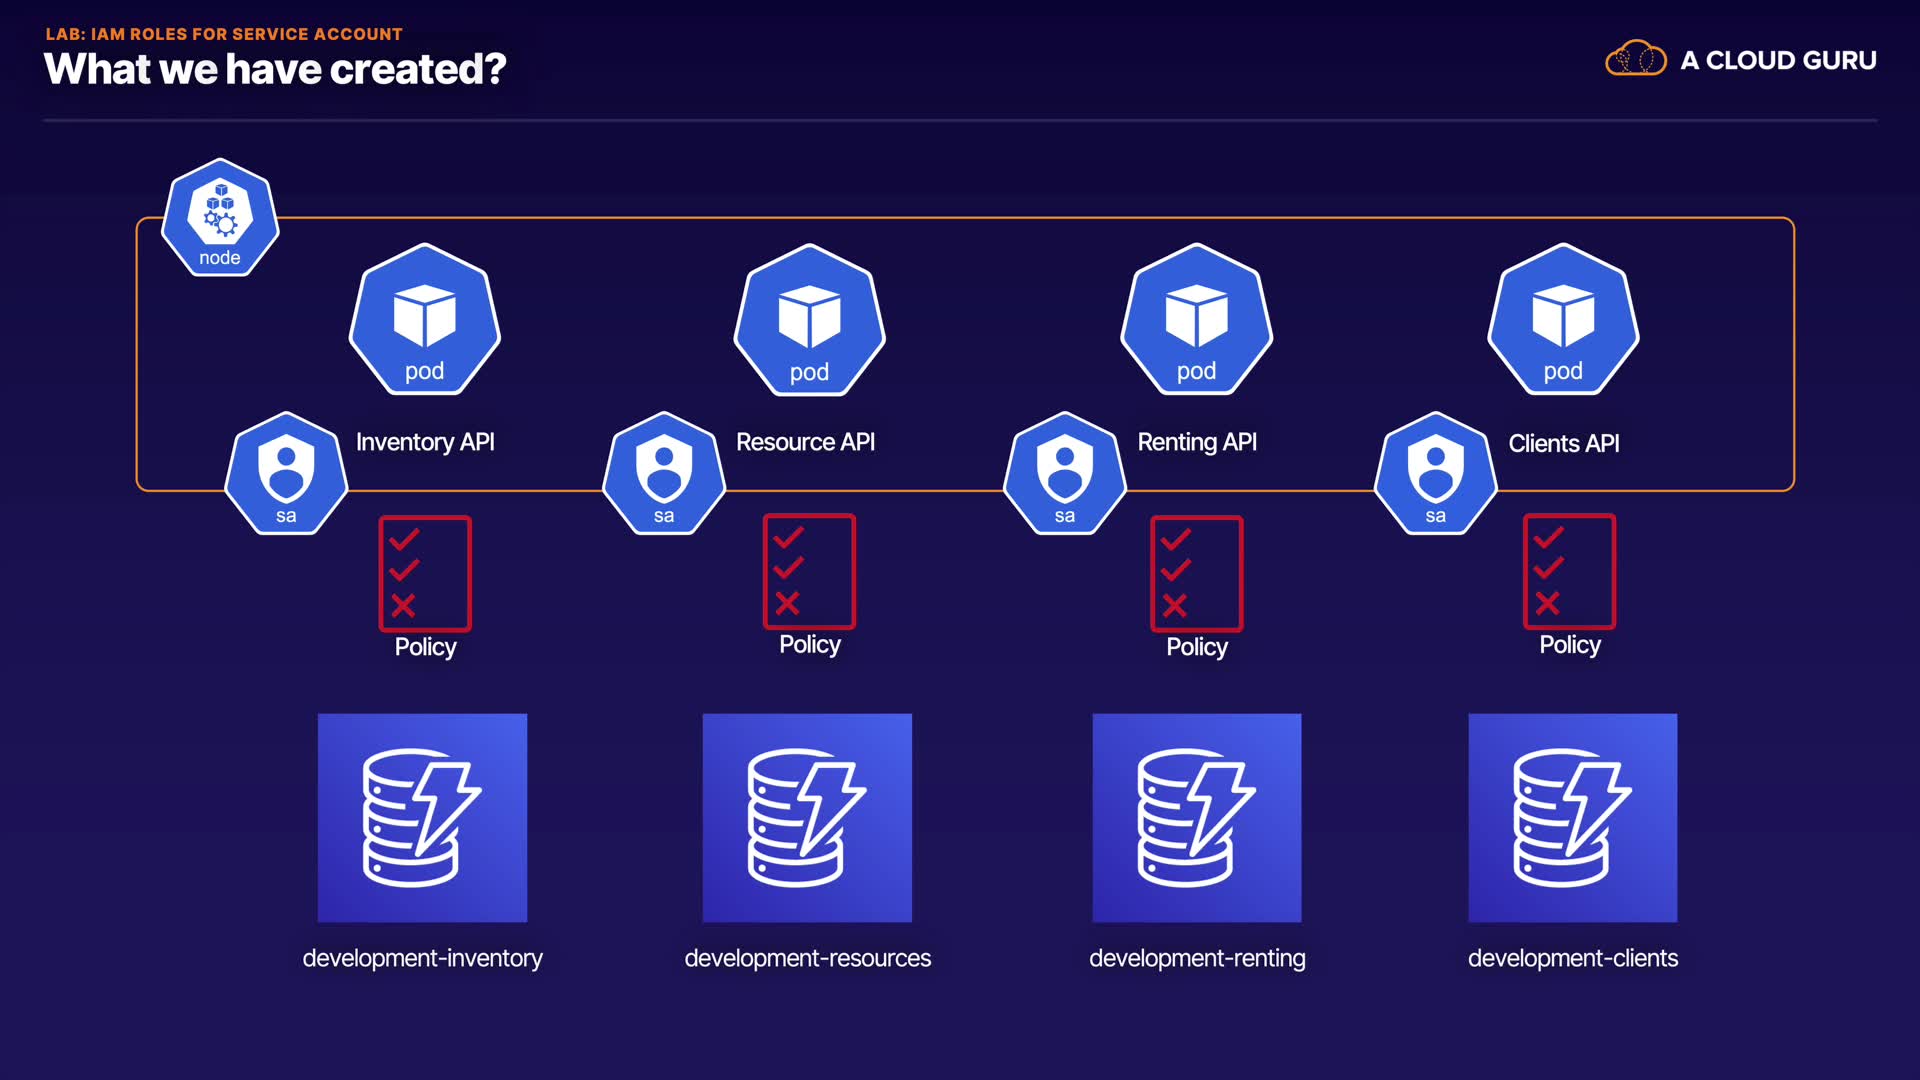 LAB: IAM ROLES FOR SERVICE ACCOUNT
What we have created?
A CLOUD GURU
node
pod
pod
pod
pod
Inventory API
Resource API
Renting API
Clients API
sa
sa
sa
sa
Policy
Policy
Policy
Policy
development-inventory
development-resources
development-renting
development-clients